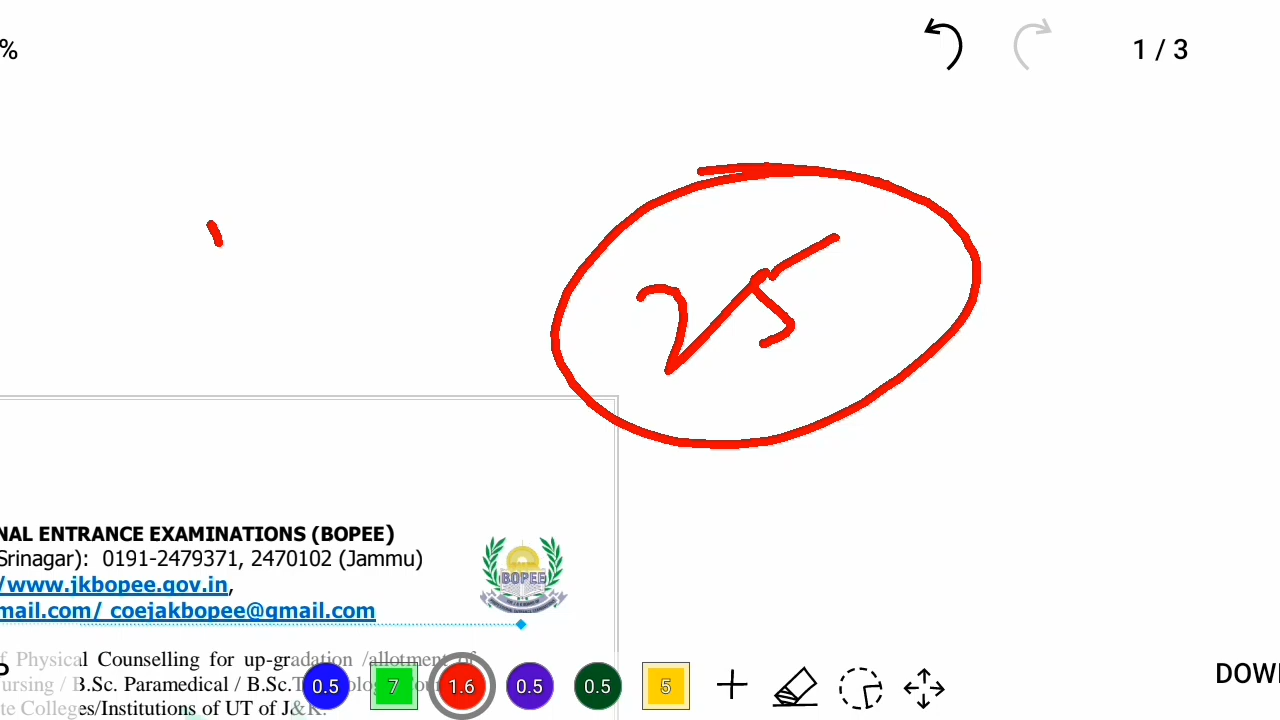 %
1 / 3
25
NAL ENTRANCE EXAMINATIONS (BOPEE)
Srinagar): 0191-2479371, 2470102 (Jammu)
/www.jkbopee.gov.in,
mail.com/ coejakbopee@gmail.com
BOPEE
f Physical Counselling for up-gradation /allotment of
ursing / B.Sc. Paramedical / B.Sc.
te Colleges/Institutions of UT of J&K.
0.5 7 1.6 0.5 0.5 5
DOW